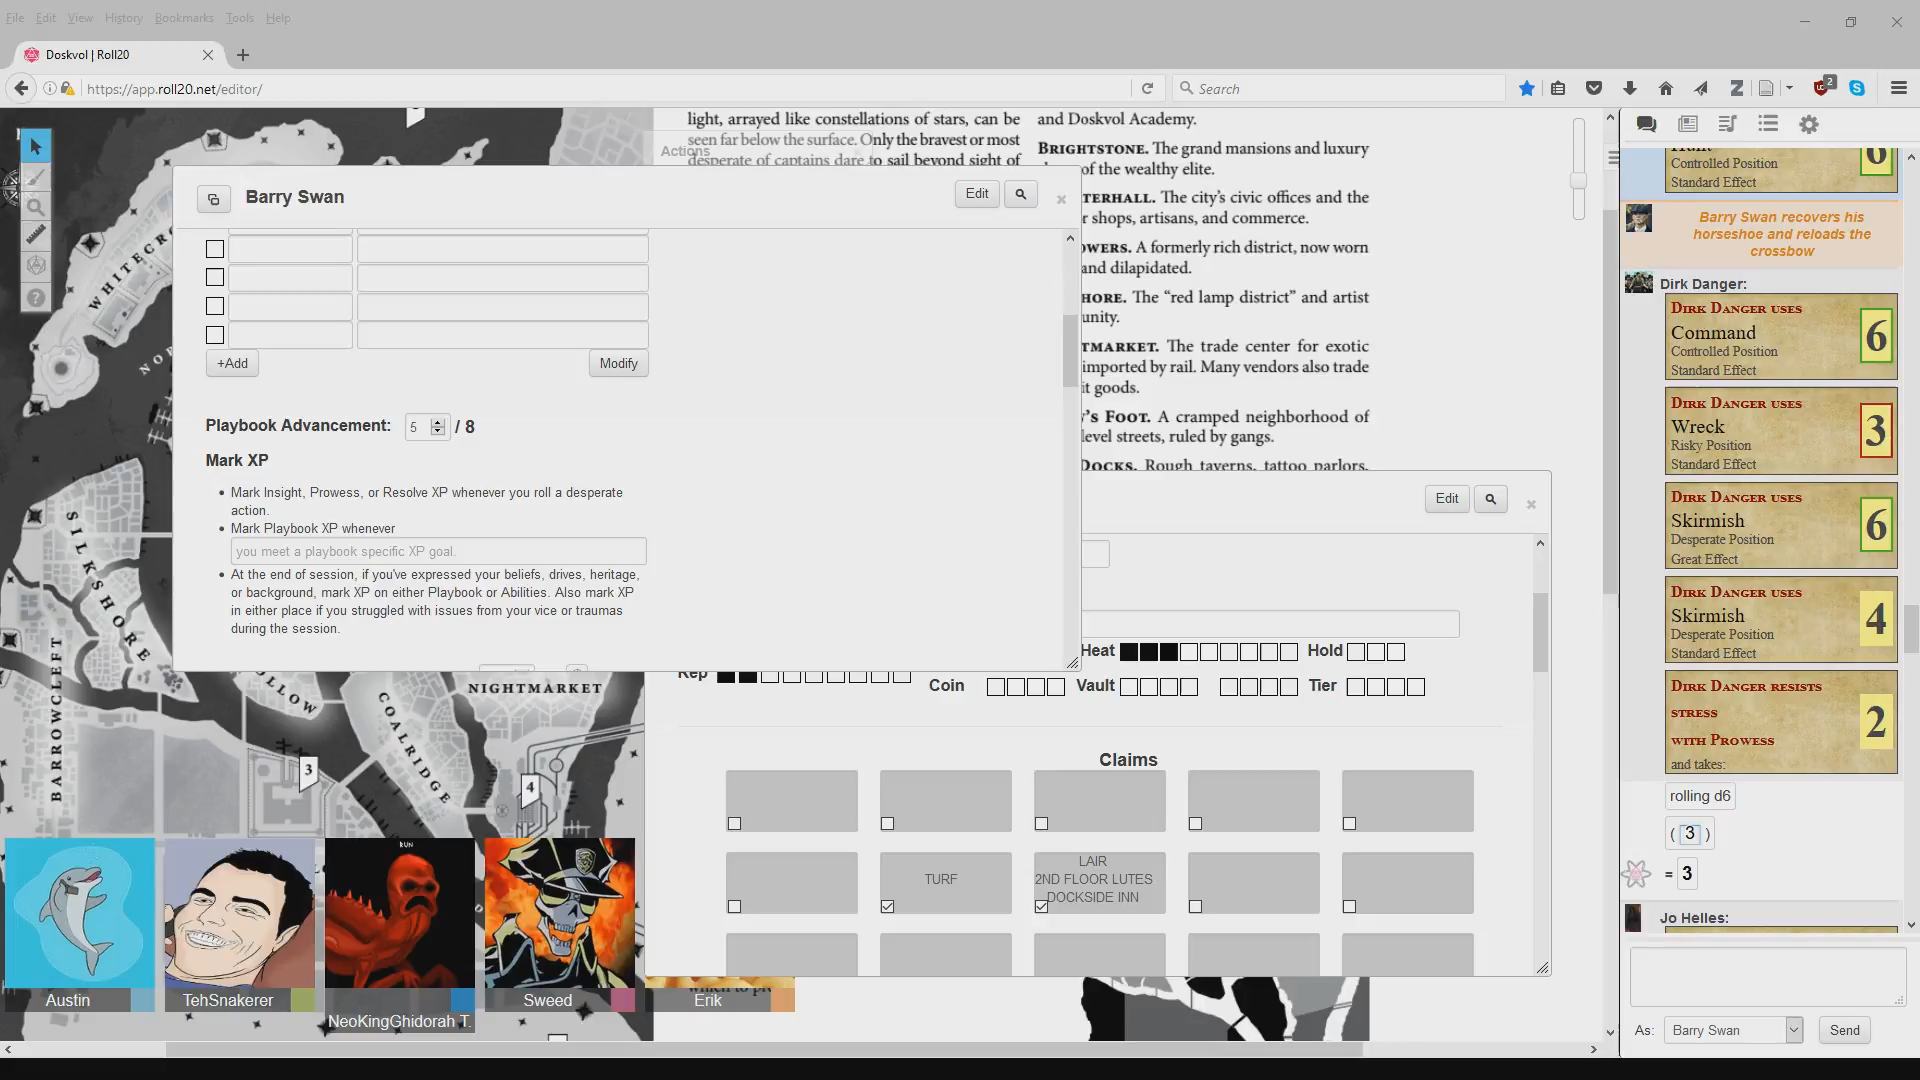 File Edit View History Bookmarks Tools Help
Doskvol | Roll20
https://app.roll20.net/editor/
Search
2
light, arrayed like constellations of stars, can be
seen far below the surface. Only the bravest or most
desperate of captains dare to sail beyond sight of
Actions
and Doskvol Academy.
BRIGHTSTONE. The grand mansions and luxury
of the wealthy elite.
TERHALL. The city's civic offices and the
r shops, artisans, and commerce.
OWERS. A formerly rich district, now worn
and dilapidated.
HORE. The “red lamp district” and artist
unity.
TMARKET. The trade center for exotic
imported by rail. Many vendors also trade
it goods.
'S FOOT. A cramped neighborhood of
level streets, ruled by gangs.
DOCKS. Rough taverns, tattoo parlors,
Barry Swan
Edit
+Add
Modify
Playbook Advancement: 5 / 8
Mark XP
• Mark Insight, Prowess, or Resolve XP whenever you roll a desperate
action.
• Mark Playbook XP whenever
you meet a playbook specific XP goal.
• At the end of session, if you've expressed your beliefs, drives, heritage,
or background, mark XP on either Playbook or Abilities. Also mark XP
in either place if you struggled with issues from your vice or traumas
during the session.
Edit
Heat
Hold
Rep
Coin
Vault
Tier
Claims
TURF
LAIR
2ND FLOOR LUTES
DOCKSIDE INN
WHITECR
NO
SILKSHORE
BARROWCLEFT
OLLOW
COALRIDGE
NIGHTMARKET
3
4
RUN
Austin
TehSnakerer
NeoKingGhidorah T.
Sweed
Erik
which to pr
Hunt
Controlled Position
Standard Effect
6
Barry Swan recovers his
horseshoe and reloads the
crossbow
Dirk Danger:
DIRK DANGER USES
Command
Controlled Position
Standard Effect
6
DIRK DANGER USES
Wreck
Risky Position
Standard Effect
3
DIRK DANGER USES
Skirmish
Desperate Position
Great Effect
6
DIRK DANGER USES
Skirmish
Desperate Position
Standard Effect
4
DIRK DANGER RESISTS
STRESS
WITH PROWESS
and takes:
2
rolling d6
( 3 )
= 3
Jo Helles:
As: Barry Swan
Send